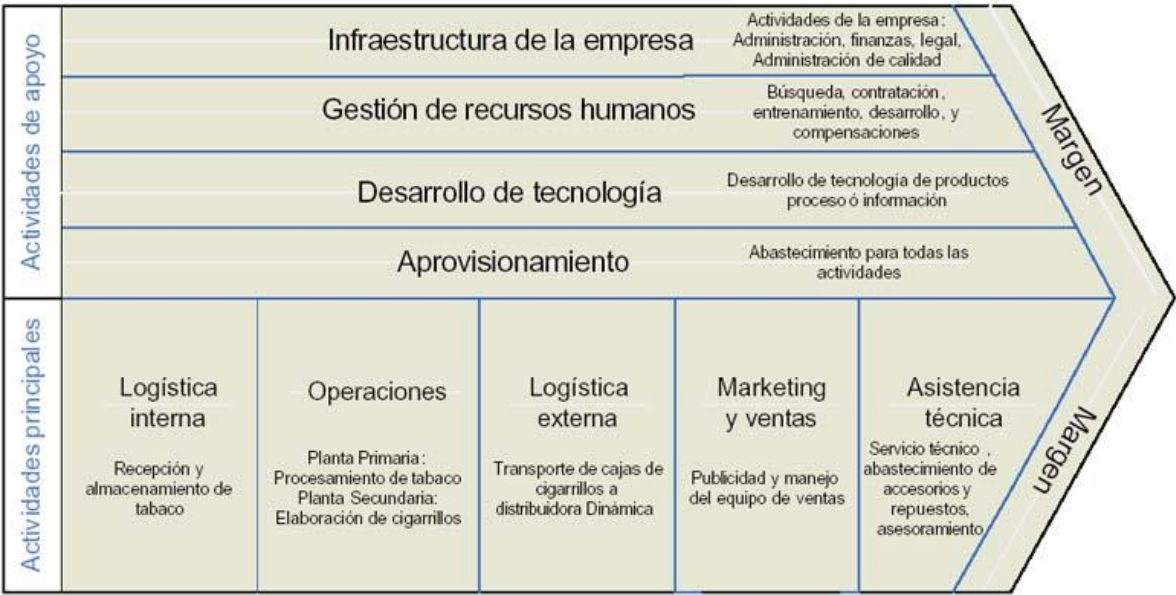 Actividades de apoyo
Infraestructura de la empresa
Actividades de la empresa:
Administración, finanzas, legal,
Administración de calidad
Gestión de recursos humanos
Búsqueda, contratación,
entrenamiento, desarrollo, y
compensaciones
Desarrollo de tecnología
Desarrollo de tecnología de productos
proceso ó información
Aprovisionamiento
Abastecimiento para todas las
actividades
Margen
Actividades principales
Logística
interna
Recepción y
almacenamiento de
tabaco
Operaciones
Planta Primaria:
Procesamiento de tabaco
Planta Secundaria:
Elaboración de cigarrillos
Logística
externa
Transporte de cajas de
cigarrillos a
distribuidora Dinámica
Marketing
y ventas
Publicidad y manejo
del equipo de ventas
Asistencia
técnica
Servicio técnico ,
abastecimiento de
accesorios y
repuestos,
asesoramiento
Margen